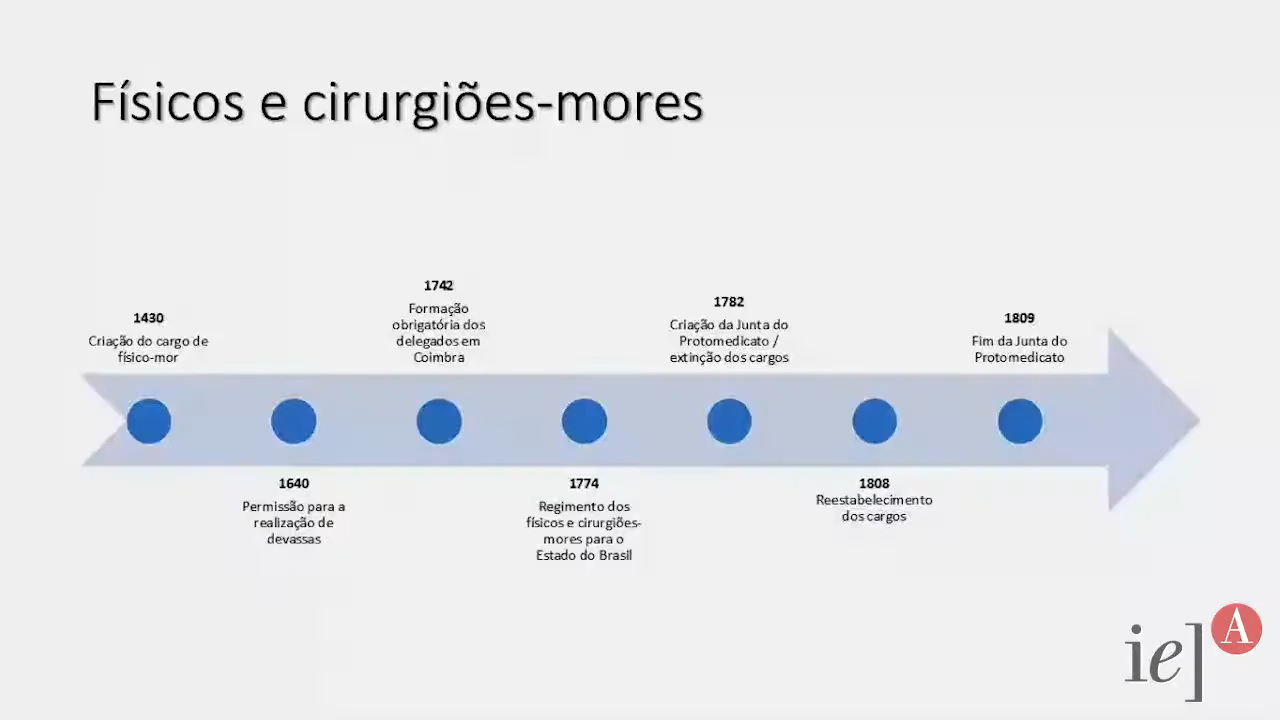 Físicos e cirurgiões-mores
1430
Criação do cargo de
físico-mor
1640
Permissão para a
realização de
devassas
1742
Formação
obrigatória dos
delegados em
Coimbra
1774
Regimento dos
físicos e cirurgiões-
mores para o
Estado do Brasil
1782
Criação da Junta do
Protomedicato /
extinção dos cargos
1808
Reestabelecimento
dos cargos
1809
Fim da Junta do
Protomedicato
ie] A